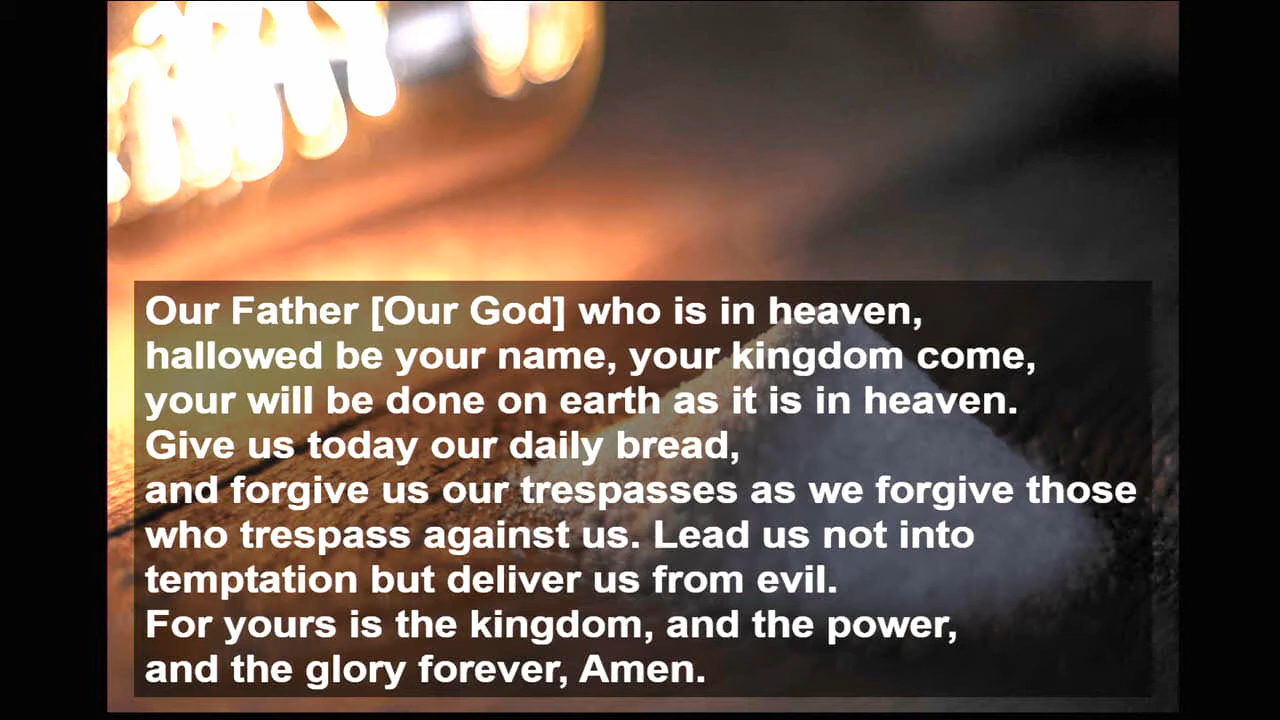 Our Father [Our God] who is in heaven,
hallowed be your name, your kingdom come,
your will be done on earth as it is in heaven.
Give us today our daily bread,
and forgive us our trespasses as we forgive those
who trespass against us. Lead us not into
temptation but deliver us from evil.
For yours is the kingdom, and the power,
and the glory forever, Amen.